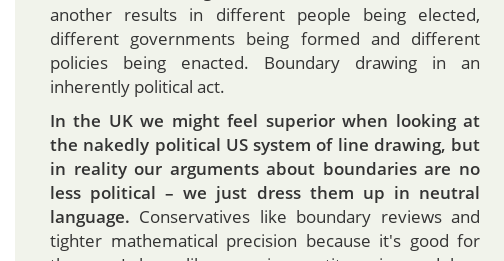 another results in different people being elected,
different governments being formed and different
policies being enacted. Boundary drawing in an
inherently political act.
In the UK we might feel superior when looking at
the nakedly political US system of line drawing, but
in reality our arguments about boundaries are no
less political – we just dress them up in neutral
language. Conservatives like boundary reviews and
tighter mathematical precision because it's good for